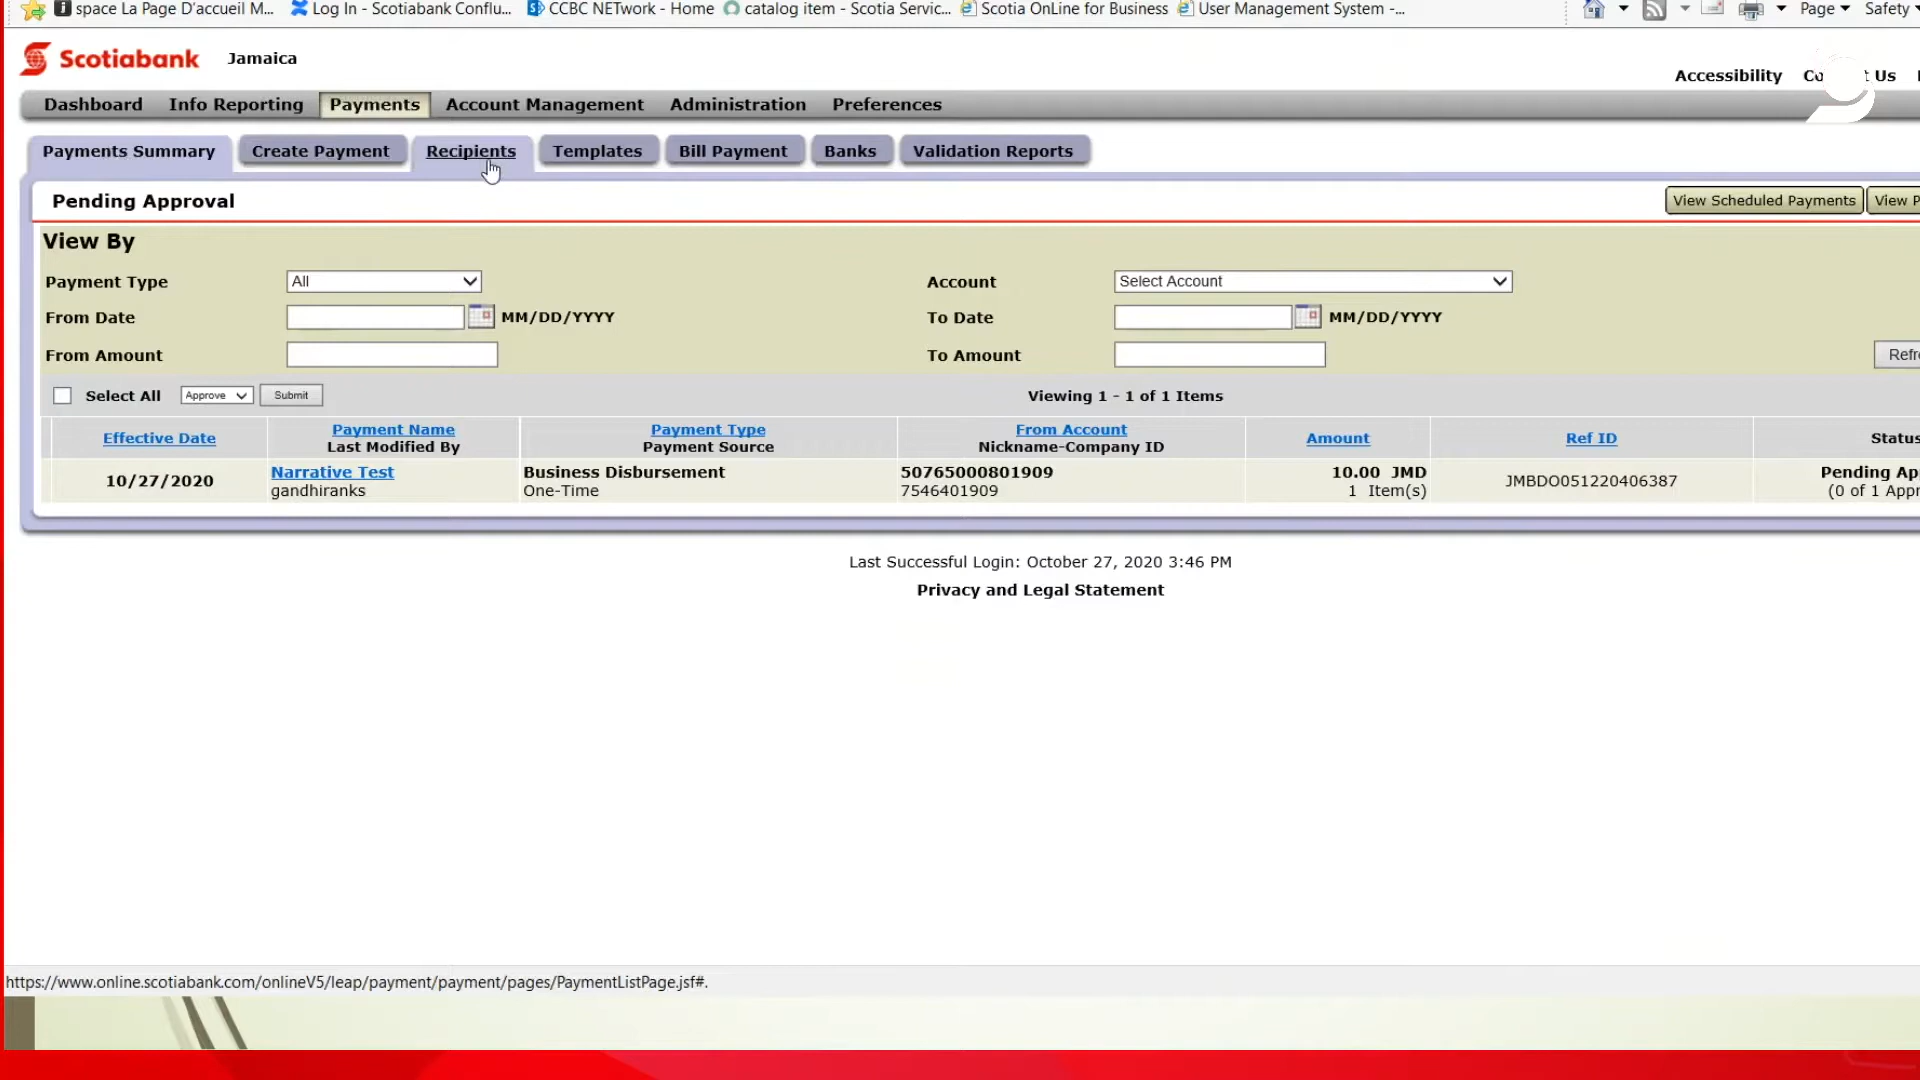 space La Page D'accueil M... Log In - Scotiabank Conflu... CCBC NETwork - Home catalog item - Scotia Servic... Scotia OnLine for Business User Management System -... Page Safety
Scotiabank Jamaica
Accessibility Us
Dashboard Info Reporting Payments Account Management Administration Preferences
Payments Summary Create Payment Recipients Templates Bill Payment Banks Validation Reports
Pending Approval View Scheduled Payments View P
View By
Payment Type All Account Select Account
From Date MM/DD/YYYY To Date MM/DD/YYYY
From Amount To Amount Refre
Select All Approve Submit Viewing 1 - 1 of 1 Items
Effective Date Payment Name Payment Type From Account Amount Ref ID Status
Last Modified By Payment Source Nickname-Company ID
10/27/2020 Narrative Test Business Disbursement 50765000801909 10.00 JMD JMBDO051220406387 Pending Ap
gandhiranks One-Time 7546401909 1 Item(s) (0 of 1 Appr
Last Successful Login: October 27, 2020 3:46 PM
Privacy and Legal Statement
https://www.online.scotiabank.com/onlineV5/leap/payment/payment/pages/PaymentListPage.jsf#.